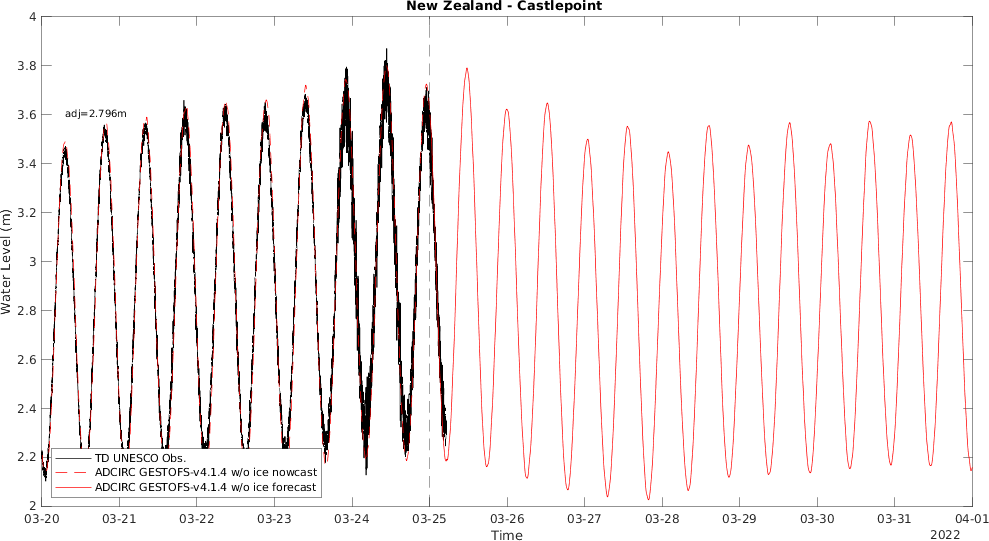 New Zealand - Castlepoint
4
3.8
3.6
3.4
3.2
3
2.8
2.6
2.4
2.2
2
Water Level (m)
adj=2.796m
TD UNESCO Obs.
ADCIRC GESTOFS-v4.1.4 w/o ice nowcast
ADCIRC GESTOFS-v4.1.4 w/o ice forecast
03-20 03-21 03-22 03-23 03-24 03-25 03-26 03-27 03-28 03-29 03-30 03-31 04-01
Time
2022